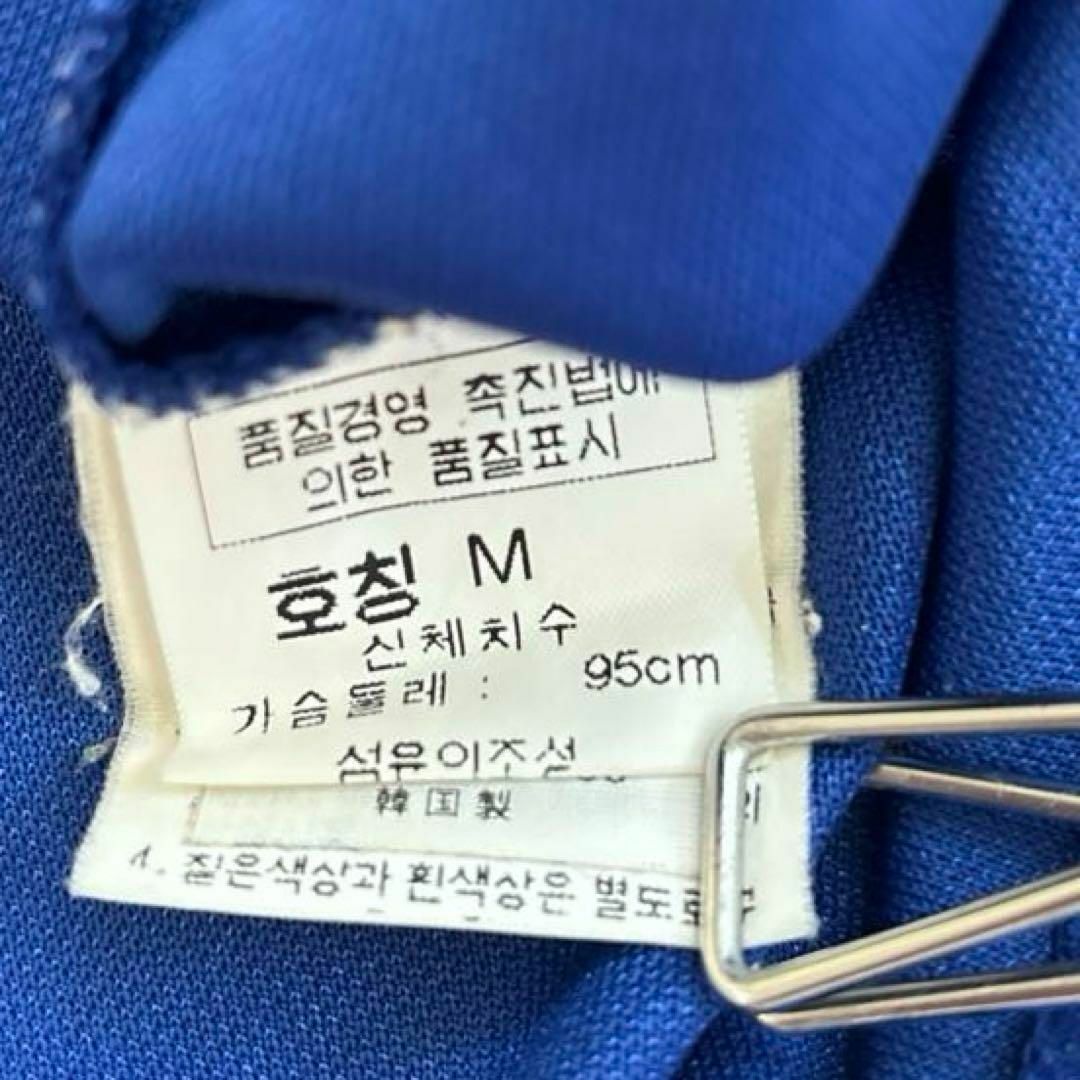 품질경영 촉진법에
의한 품질표시
호칭 M
신체치수
가슴둘레 : 95cm
섬유이조성
韓国製
4. 짙은색상과 흰색상은 별도로